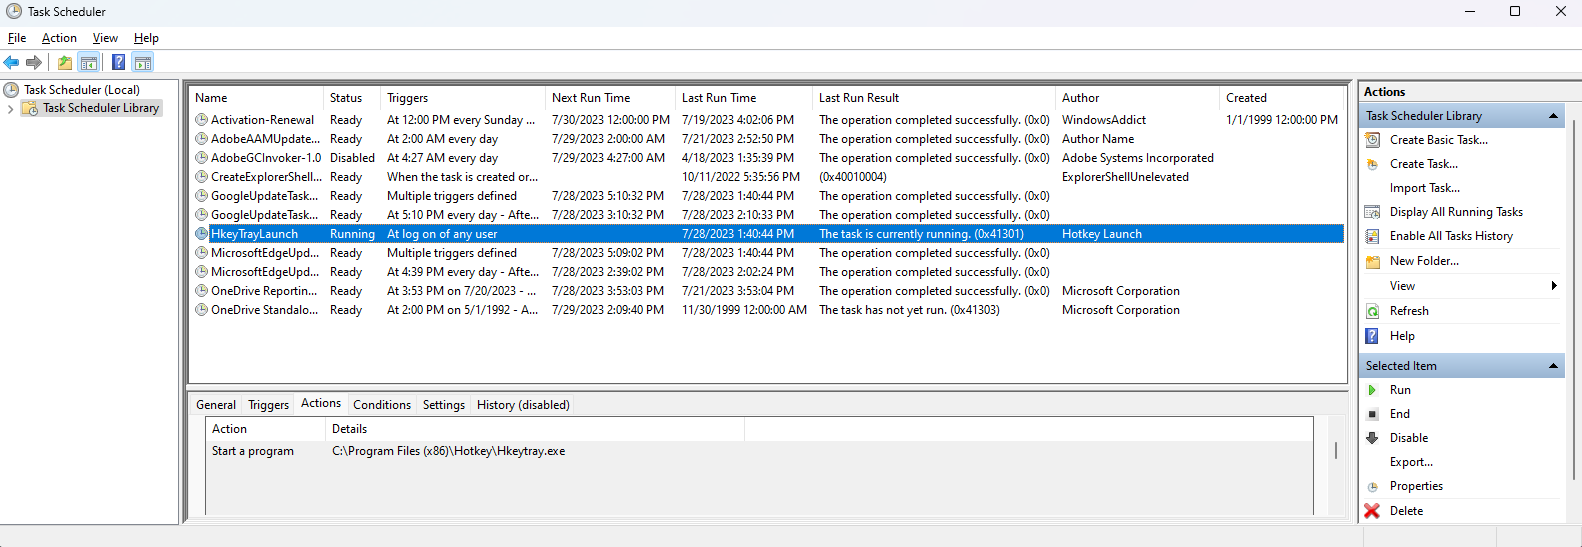 Task Scheduler
File Action View Help
Task Scheduler (Local)
Task Scheduler Library
Name Status Triggers Next Run Time Last Run Time Last Run Result Author Created
Activation-Renewal Ready At 12:00 PM every Sunday ... 7/30/2023 12:00:00 PM 7/19/2023 4:02:06 PM The operation completed successfully. (0x0) WindowsAddict 1/1/1999 12:00:00 PM
AdobeAAMUpdate... Ready At 2:00 AM every day 7/29/2023 2:00:00 AM 7/21/2023 2:52:50 PM The operation completed successfully. (0x0) Author Name
AdobeGCInvoker-1.0 Disabled At 4:27 AM every day 7/29/2023 4:27:00 AM 4/18/2023 1:35:39 PM The operation completed successfully. (0x0) Adobe Systems Incorporated
CreateExplorerShell... Ready When the task is created or... 10/11/2022 5:35:56 PM (0x40010004) ExplorerShellUnelevated
GoogleUpdateTask... Ready Multiple triggers defined 7/28/2023 5:10:32 PM 7/28/2023 1:40:44 PM The operation completed successfully. (0x0)
GoogleUpdateTask... Ready At 5:10 PM every day - Afte... 7/28/2023 3:10:32 PM 7/28/2023 2:10:33 PM The operation completed successfully. (0x0)
HkeyTrayLaunch Running At log on of any user 7/28/2023 1:40:44 PM The task is currently running. (0x41301) Hotkey Launch
MicrosoftEdgeUpd... Ready Multiple triggers defined 7/28/2023 5:09:02 PM 7/28/2023 1:40:44 PM The operation completed successfully. (0x0)
MicrosoftEdgeUpd... Ready At 4:39 PM every day - Afte... 7/28/2023 2:39:02 PM 7/28/2023 2:02:24 PM The operation completed successfully. (0x0)
OneDrive Reportin... Ready At 3:53 PM on 7/20/2023 - ... 7/28/2023 3:53:03 PM 7/21/2023 3:53:04 PM The operation completed successfully. (0x0) Microsoft Corporation
OneDrive Standalo... Ready At 2:00 PM on 5/1/1992 - A... 7/29/2023 2:09:40 PM 11/30/1999 12:00:00 AM The task has not yet run. (0x41303) Microsoft Corporation
General Triggers Actions Conditions Settings History (disabled)
Action Details
Start a program C:\Program Files (x86)\Hotkey\Hkeytray.exe
Actions
Task Scheduler Library
Create Basic Task...
Create Task...
Import Task...
Display All Running Tasks
Enable All Tasks History
New Folder...
View
Refresh
Help
Selected Item
Run
End
Disable
Export...
Properties
Delete